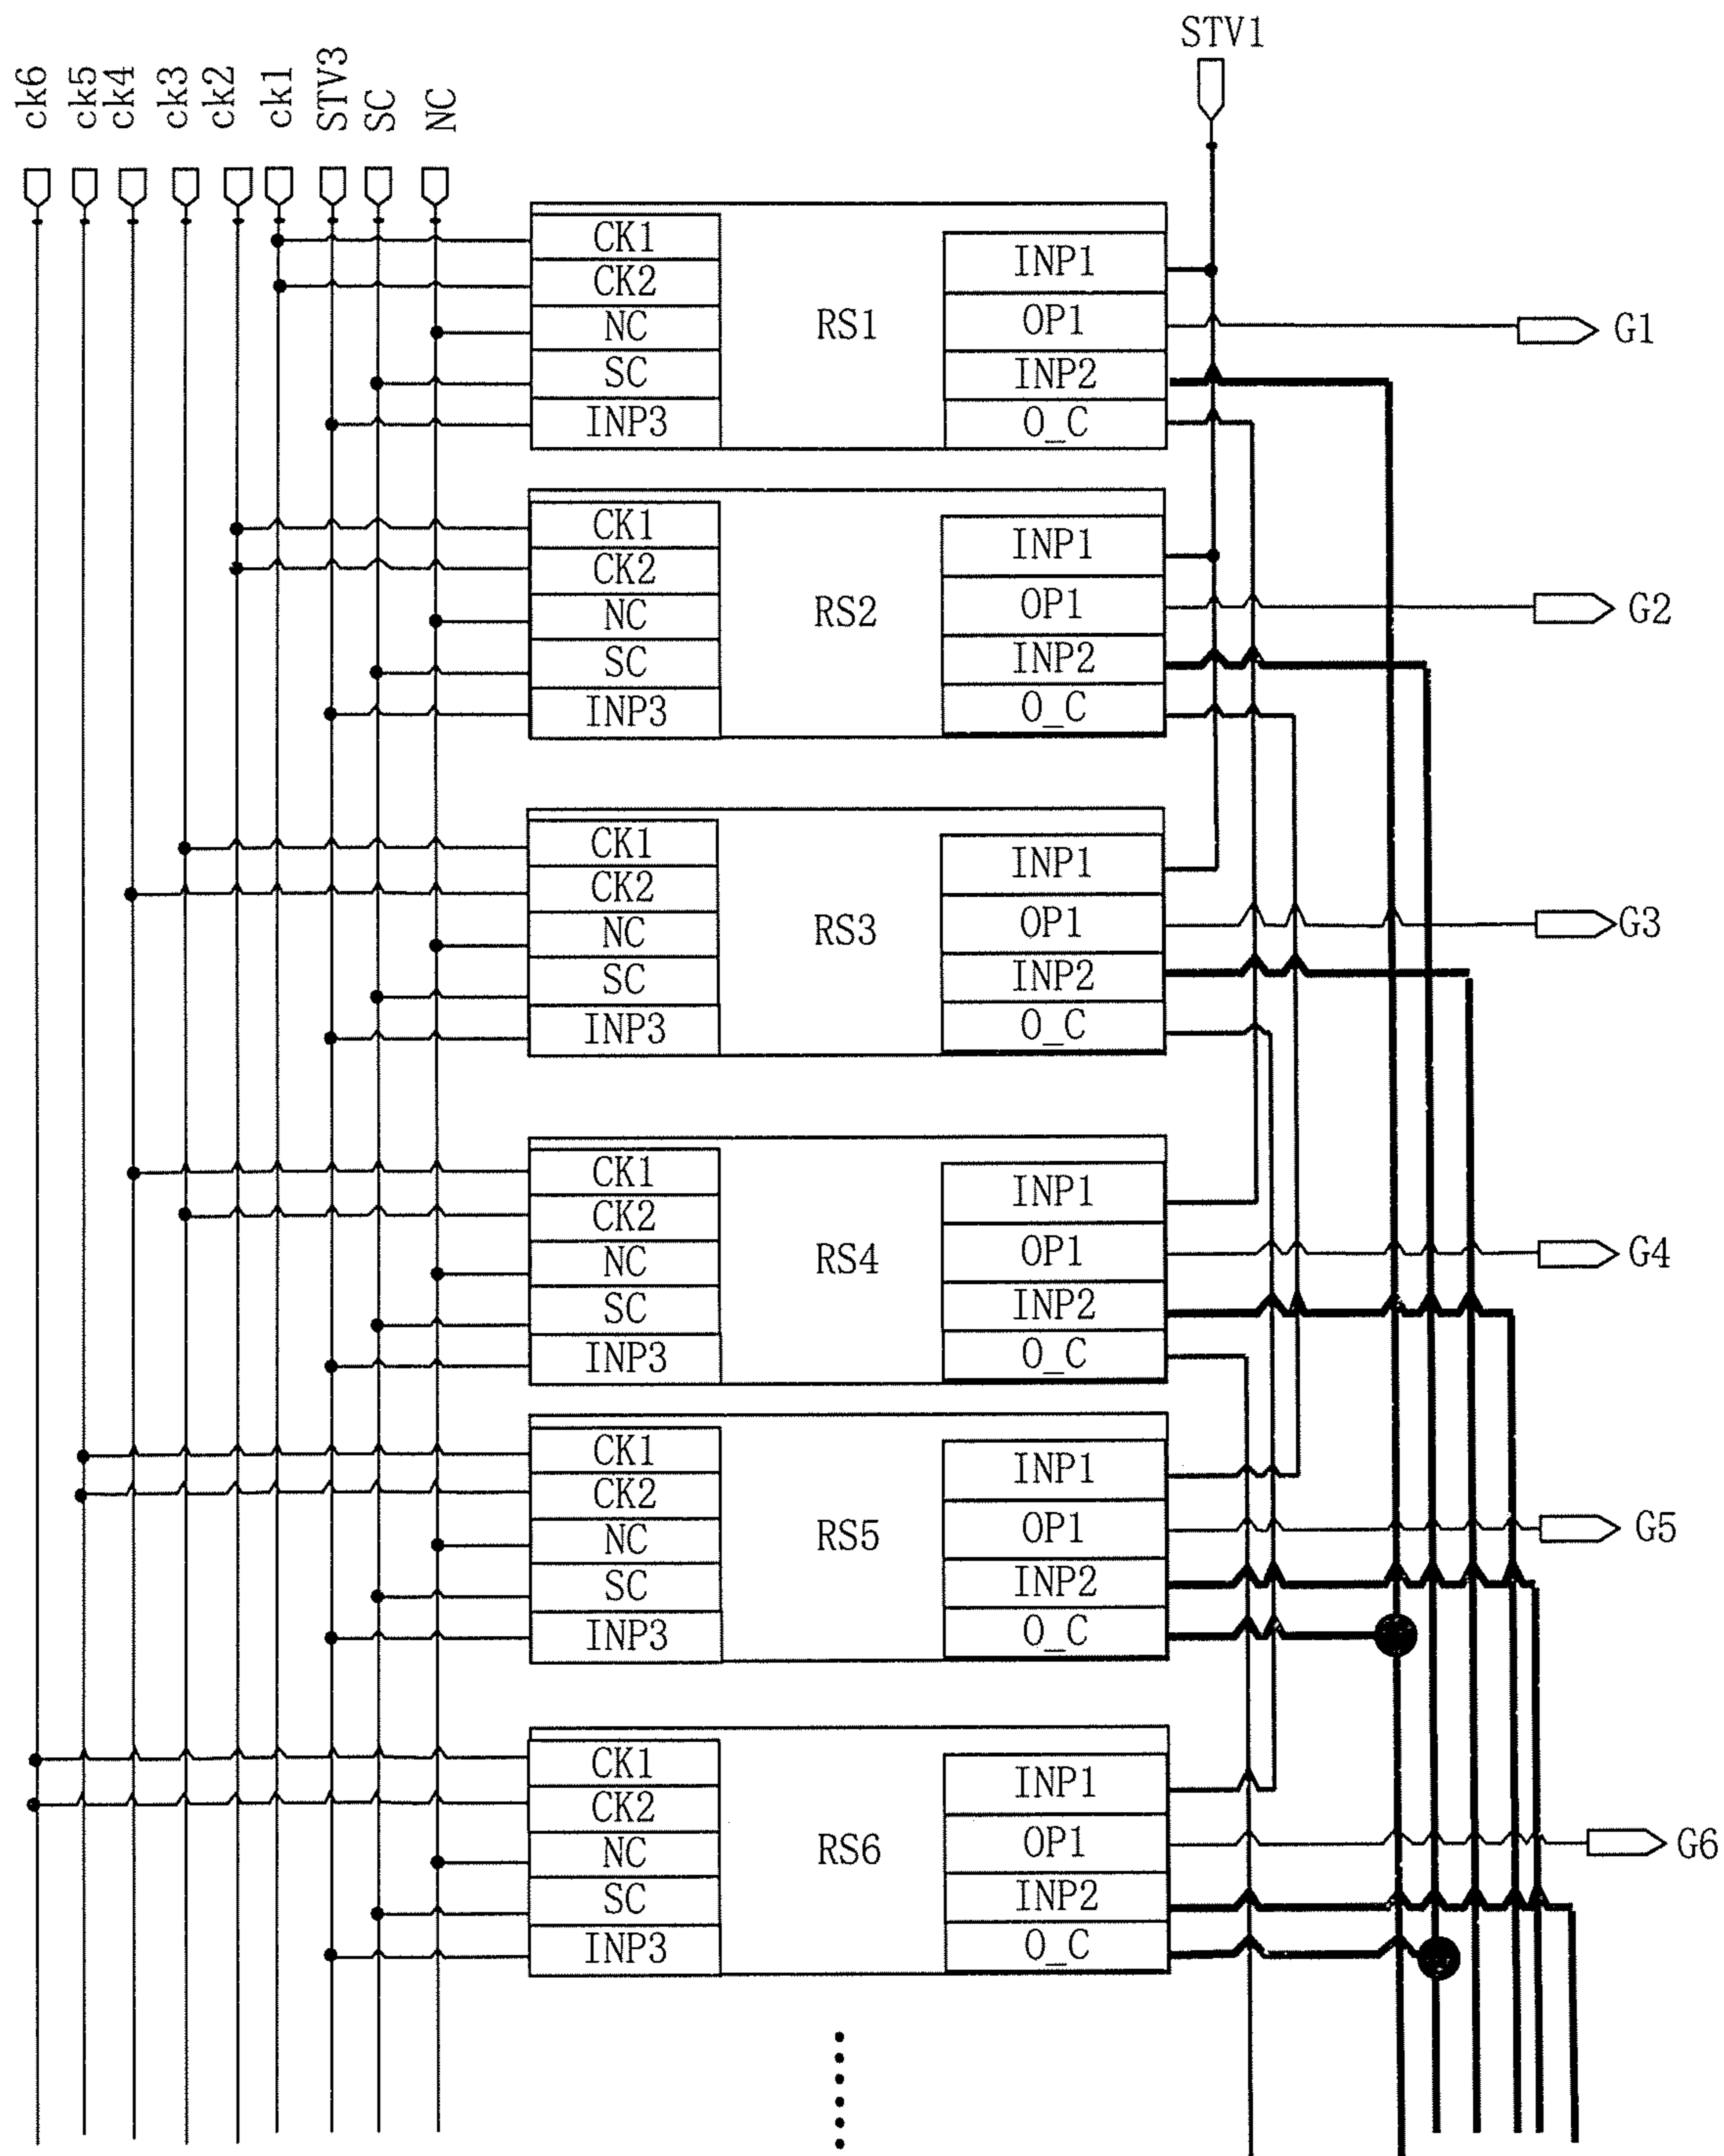 STV1
ck6 ck5 ck4 ck3 ck2 ck1 STV3 SC NC
CK1
CK2
NC
SC
INP3
RS1
INP1
OP1
INP2
O_C
G1
CK1
CK2
NC
SC
INP3
RS2
INP1
OP1
INP2
O_C
G2
CK1
CK2
NC
SC
INP3
RS3
INP1
OP1
INP2
O_C
G3
CK1
CK2
NC
SC
INP3
RS4
INP1
OP1
INP2
O_C
G4
CK1
CK2
NC
SC
INP3
RS5
INP1
OP1
INP2
O_C
G5
CK1
CK2
NC
SC
INP3
RS6
INP1
OP1
INP2
O_C
G6